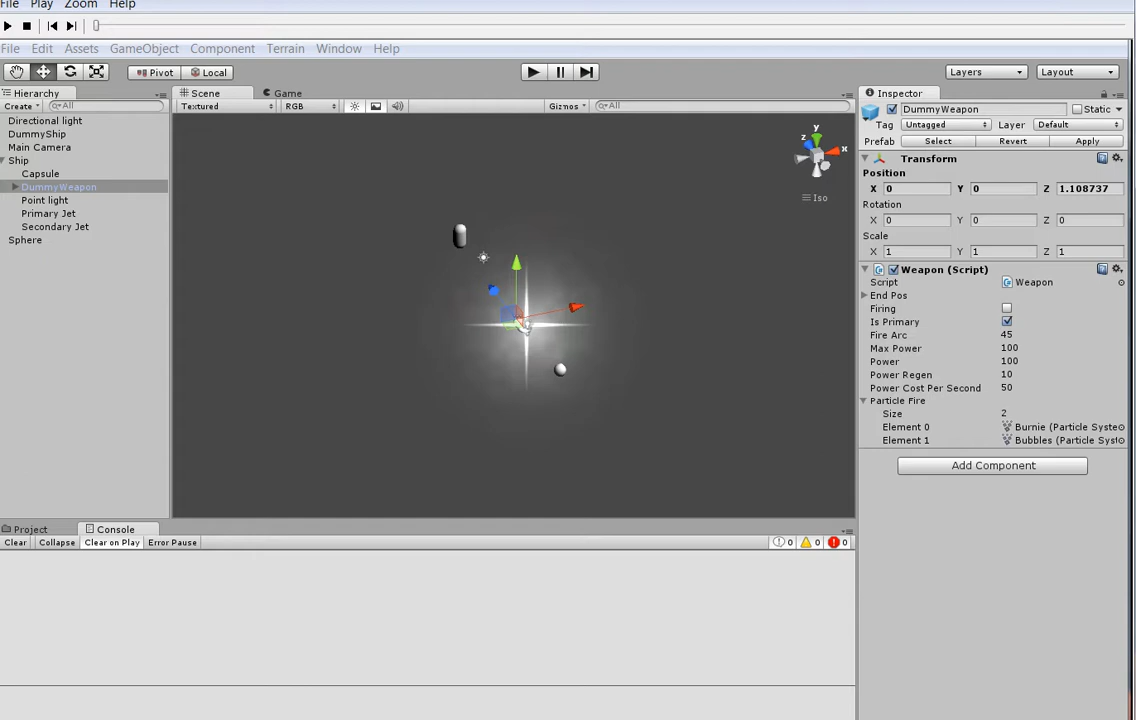 File Play Zoom Help
File Edit Assets GameObject Component Terrain Window Help
Pivot Local Layers Layout
Hierarchy
Create All
Directional light
DummyShip
Main Camera
Ship
Capsule
DummyWeapon
Point light
Primary Jet
Secondary Jet
Sphere
Scene Game
Textured RGB Gizmos All
y
z x
Iso
Project Console
Clear Collapse Clear on Play Error Pause 0 0 0
Inspector
DummyWeapon Static
Tag Untagged Layer Default
Prefab Select Revert Apply
Transform
Position
X 0 Y 0 Z 1.108737
Rotation
X 0 Y 0 Z 0
Scale
X 1 Y 1 Z 1
Weapon (Script)
Script Weapon
End Pos
Firing
Is Primary
Fire Arc 45
Max Power 100
Power 100
Power Regen 10
Power Cost Per Second 50
Particle Fire
Size 2
Element 0 Burnie (Particle Syste
Element 1 Bubbles (Particle Syst
Add Component